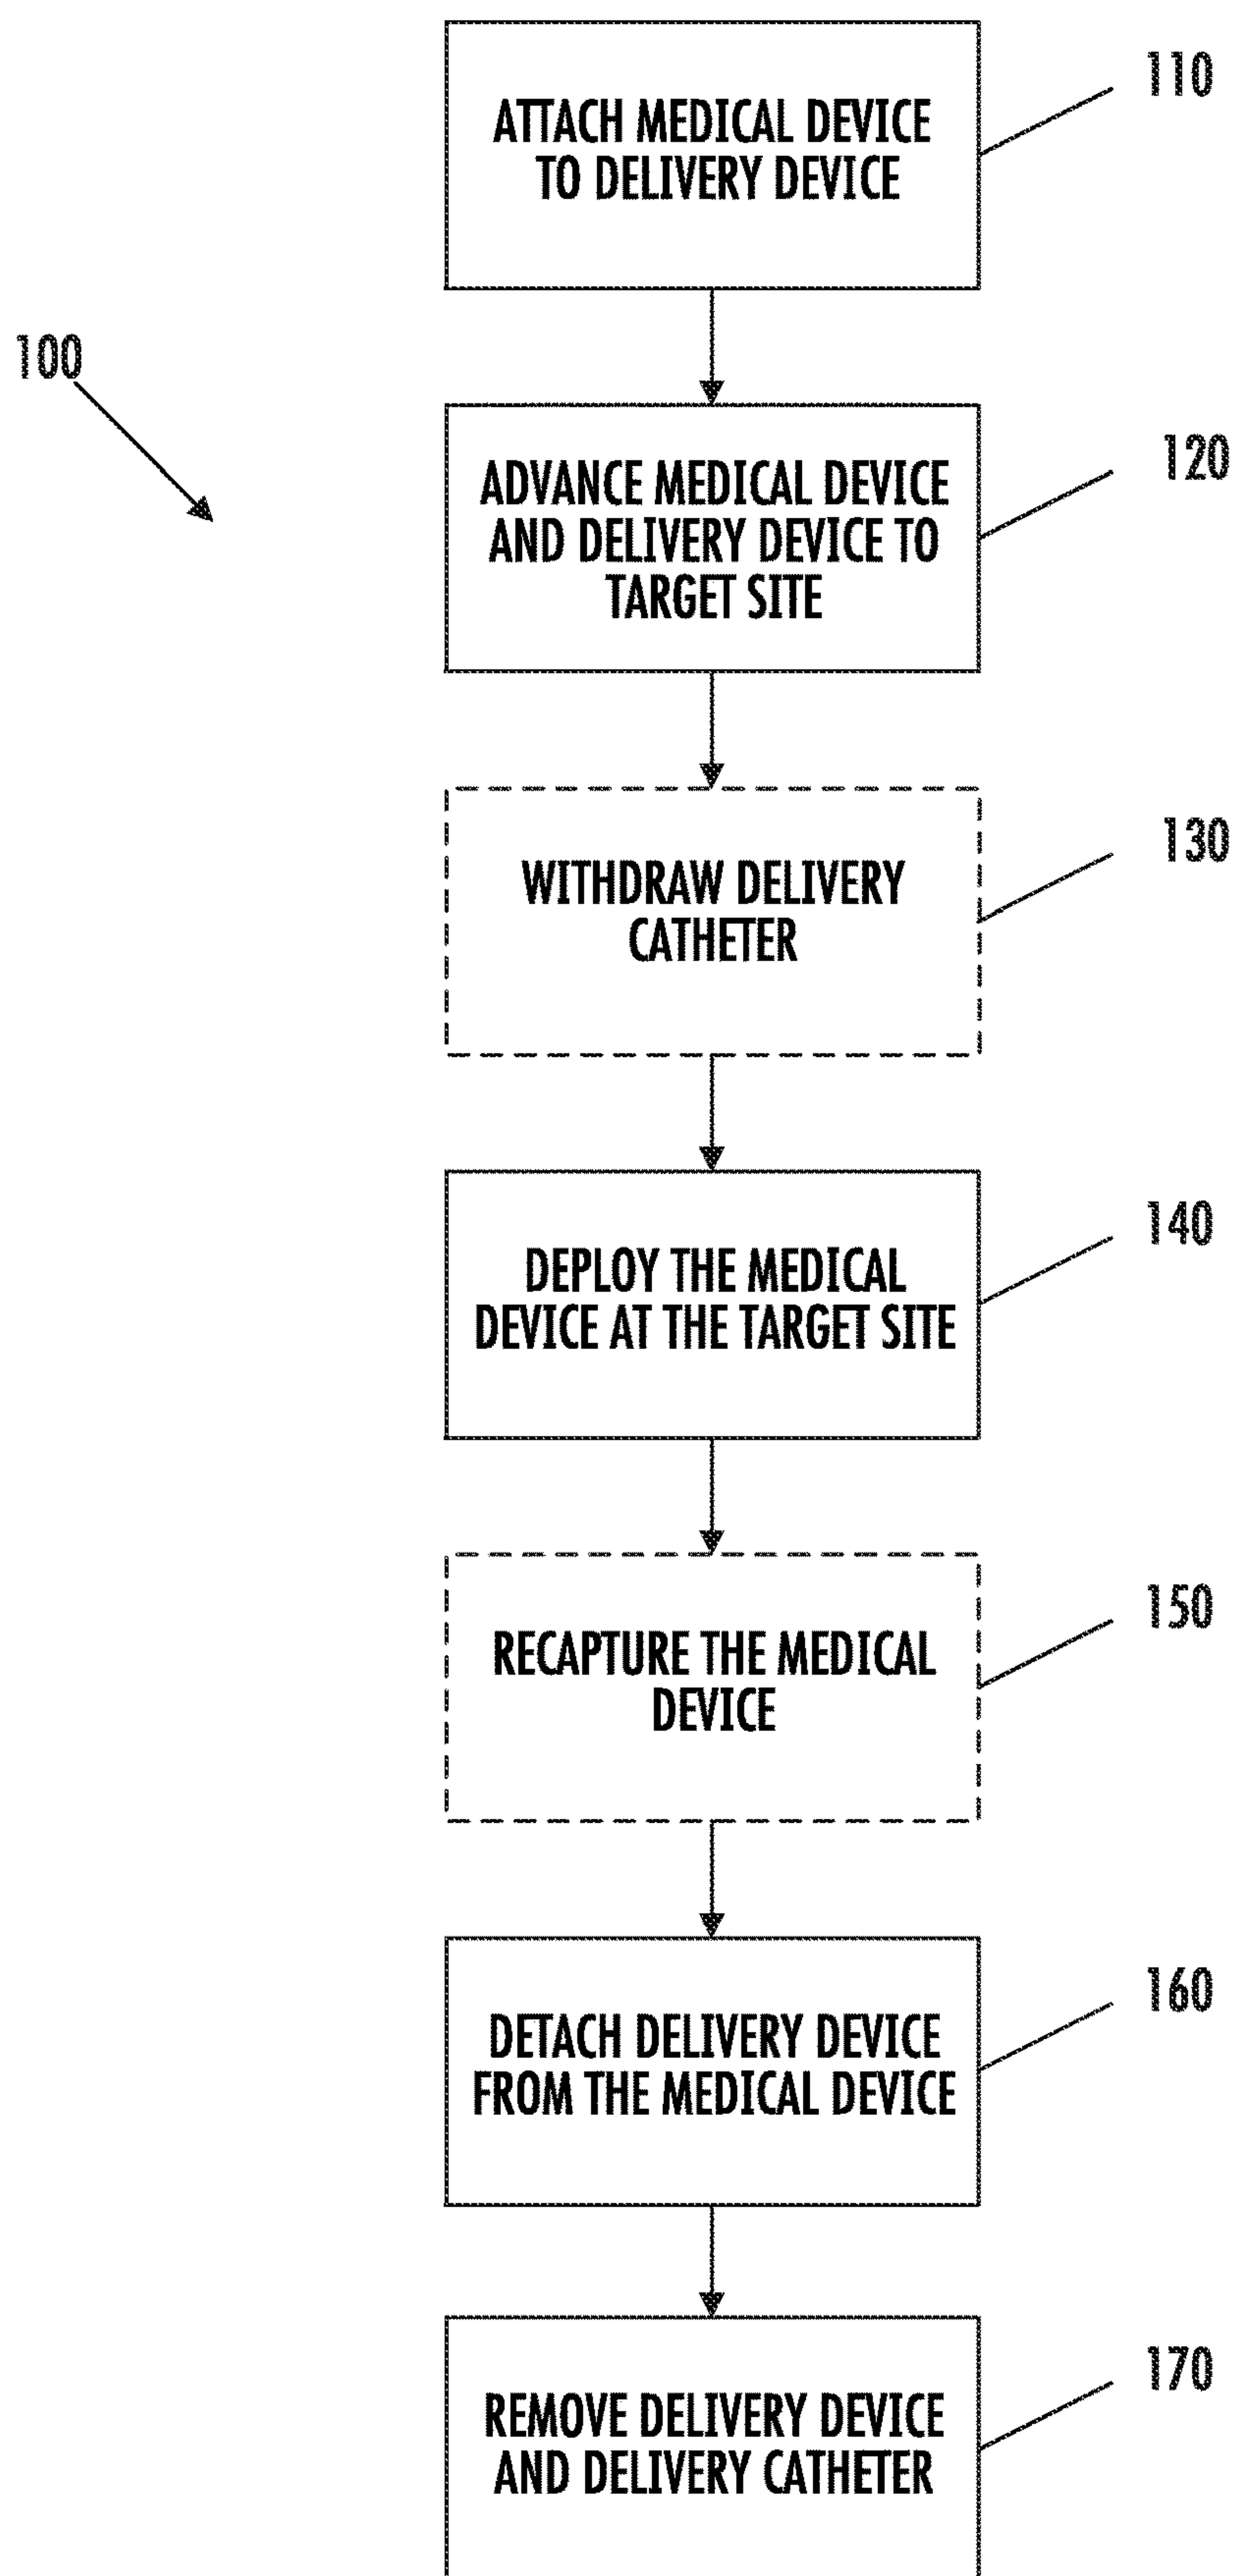 110
ATTACH MEDICAL DEVICE
TO DELIVERY DEVICE
100
120
ADVANCE MEDICAL DEVICE
AND DELIVERY DEVICE TO
TARGET SITE
130
WITHDRAW DELIVERY
CATHETER
140
DEPLOY THE MEDICAL
DEVICE AT THE TARGET SITE
150
RECAPTURE THE MEDICAL
DEVICE
160
DETACH DELIVERY DEVICE
FROM THE MEDICAL DEVICE
170
REMOVE DELIVERY DEVICE
AND DELIVERY CATHETER